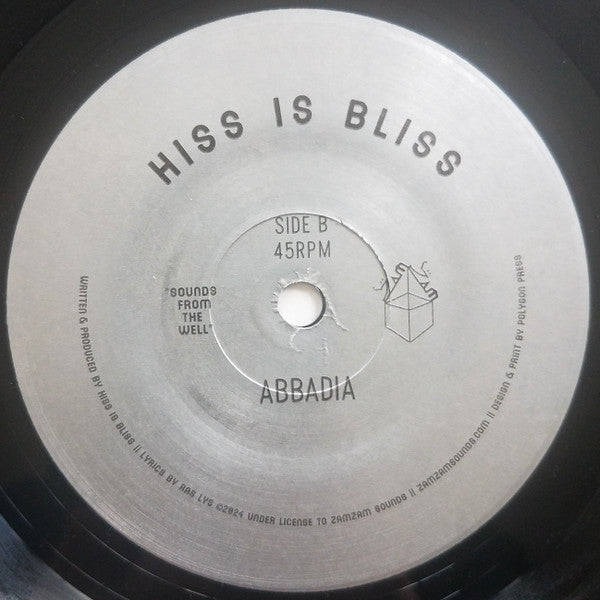 HISS IS BLISS
SIDE B
45RPM
"SOUNDS
FROM
THE
WELL"
ABBADIA
WRITTEN & PRODUCED BY HISS IS BLISS || LYRICS BY RAS LYS ©2024 UNDER LICENSE TO ZAMZAM SOUNDS || ZAMZAMSOUNDS.COM || DESIGN & PRINT BY POLYGON PRESS